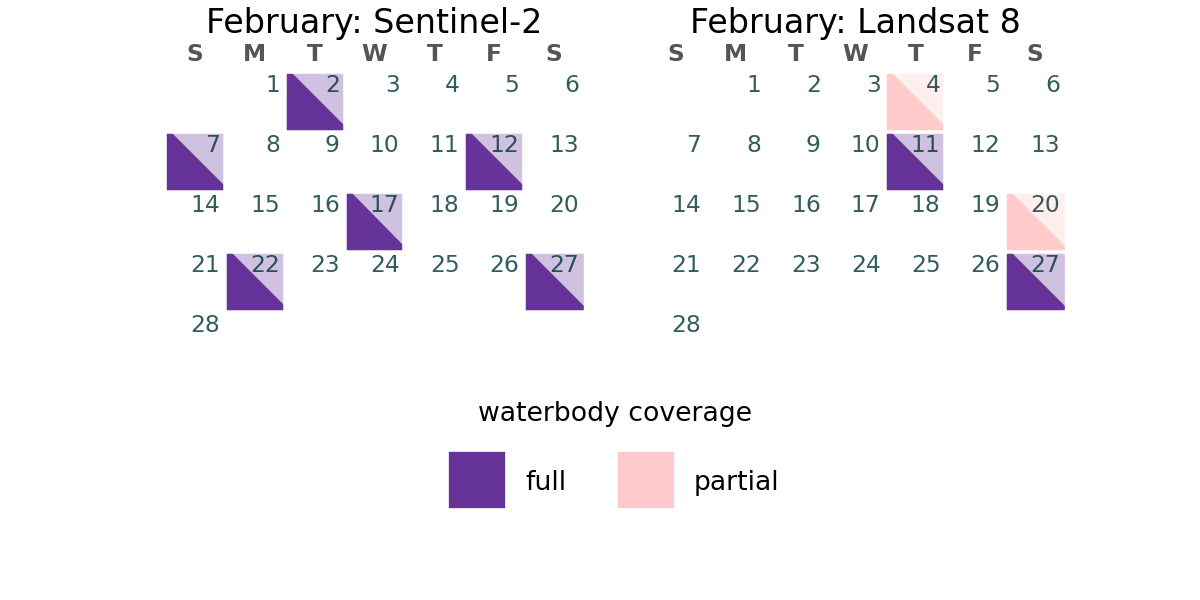 February: Sentinel-2
S M T W T F S
1 2 3 4 5 6
7 8 9 10 11 12 13
14 15 16 17 18 19 20
21 22 23 24 25 26 27
28
February: Landsat 8
S M T W T F S
1 2 3 4 5 6
7 8 9 10 11 12 13
14 15 16 17 18 19 20
21 22 23 24 25 26 27
28
waterbody coverage
full partial